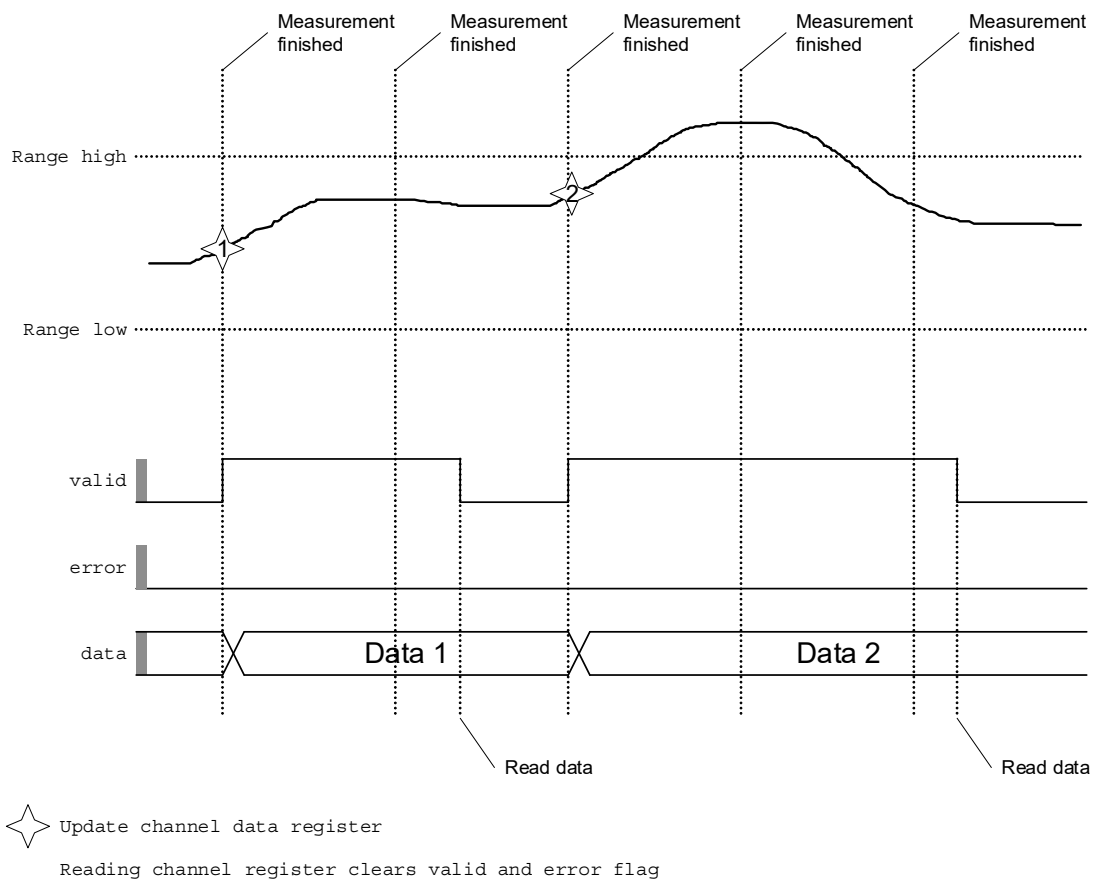 Measurement finished
Measurement finished
Measurement finished
Measurement finished
Measurement finished
Range high
2
1
Range low
valid
error
data
Data 1
Data 2
Read data
Read data
Update channel data register
Reading channel register clears valid and error flag